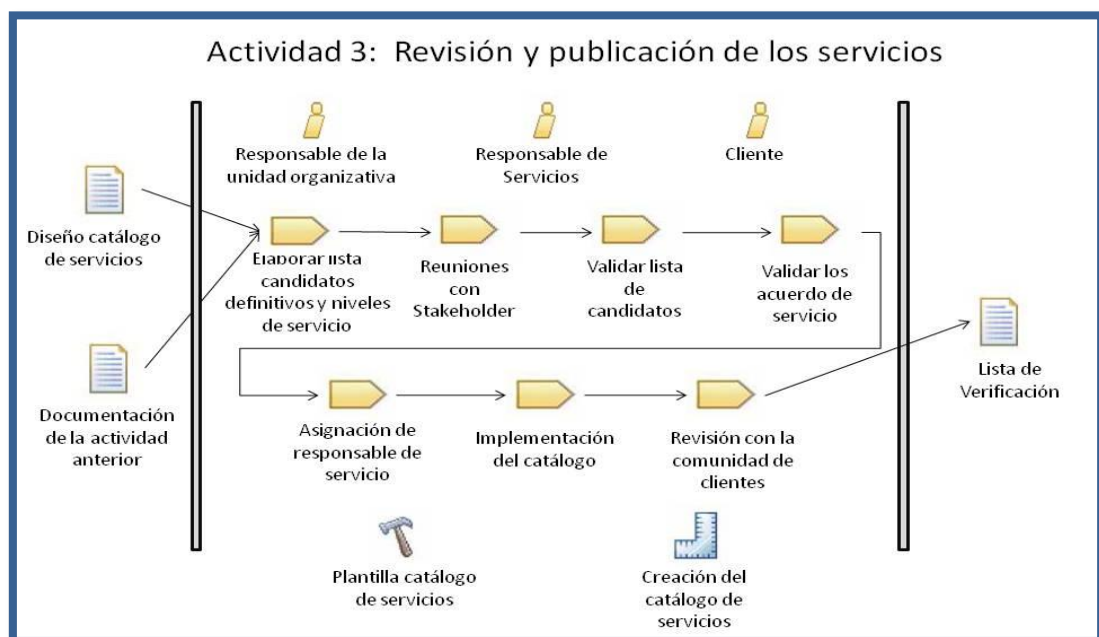 Actividad 3: Revisión y publicación de los servicios
Responsable de la
unidad organizativa
Responsable de
Servicios
Cliente
Diseño catálogo
de servicios
Documentación
de la actividad
anterior
Elaborar lista
candidatos
definitivos y niveles
de servicio
Reuniones
con
Stakeholder
Validar lista
de
candidatos
Validar los
acuerdo de
servicio
Asignación de
responsable de
servicio
Implementación
del catálogo
Revisión con la
comunidad de
clientes
Lista de
Verificación
Plantilla catálogo
de servicios
Creación del
catálogo de
servicios